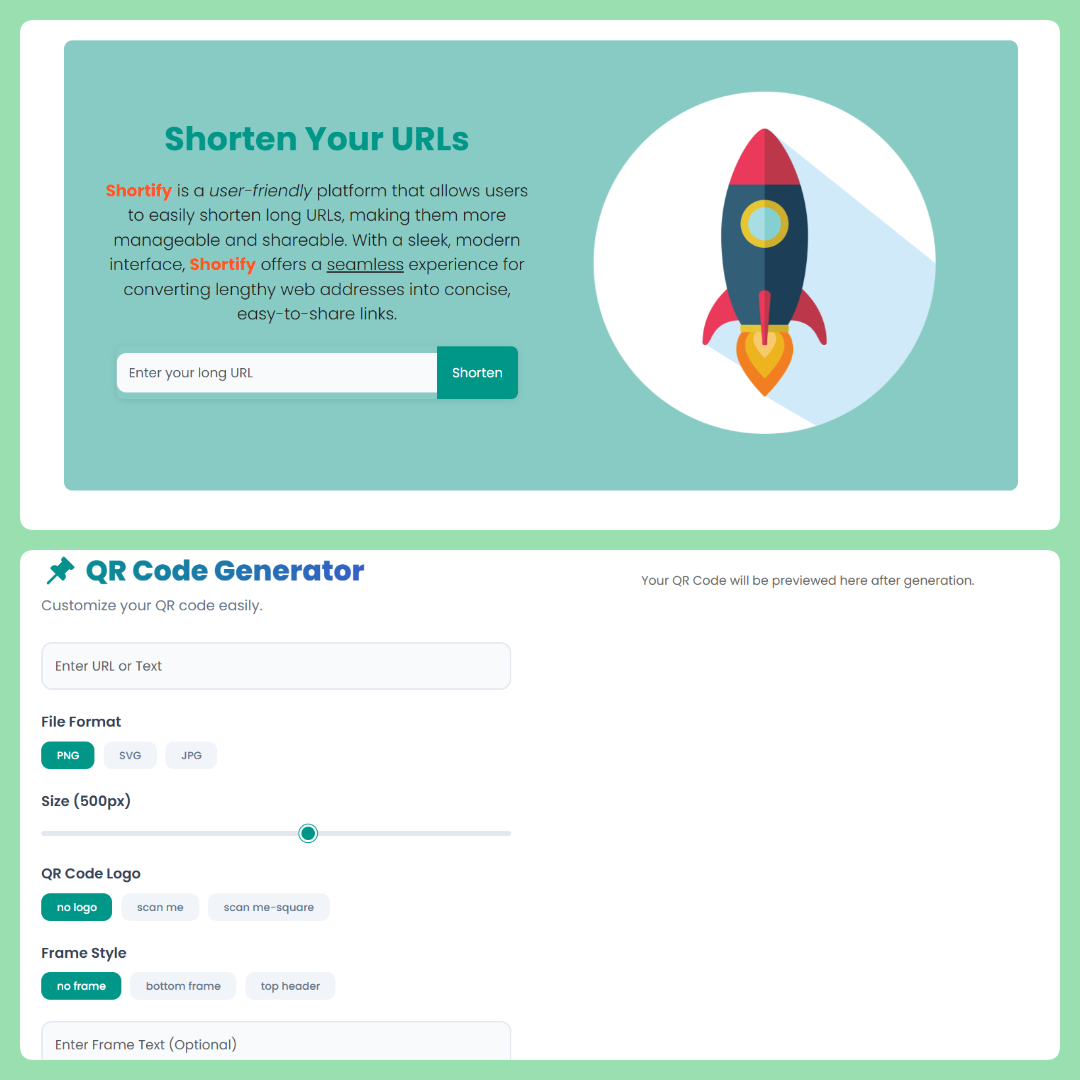 Shorten Your URLs
Shortify is a user-friendly platform that allows users
to easily shorten long URLs, making them more
manageable and shareable. With a sleek, modern
interface, Shortify offers a seamless experience for
converting lengthy web addresses into concise,
easy-to-share links.
Enter your long URL
Shorten
QR Code Generator
Customize your QR code easily.
Your QR Code will be previewed here after generation.
Enter URL or Text
File Format
PNG SVG JPG
Size (500px)
QR Code Logo
no logo scan me scan me-square
Frame Style
no frame bottom frame top header
Enter Frame Text (Optional)